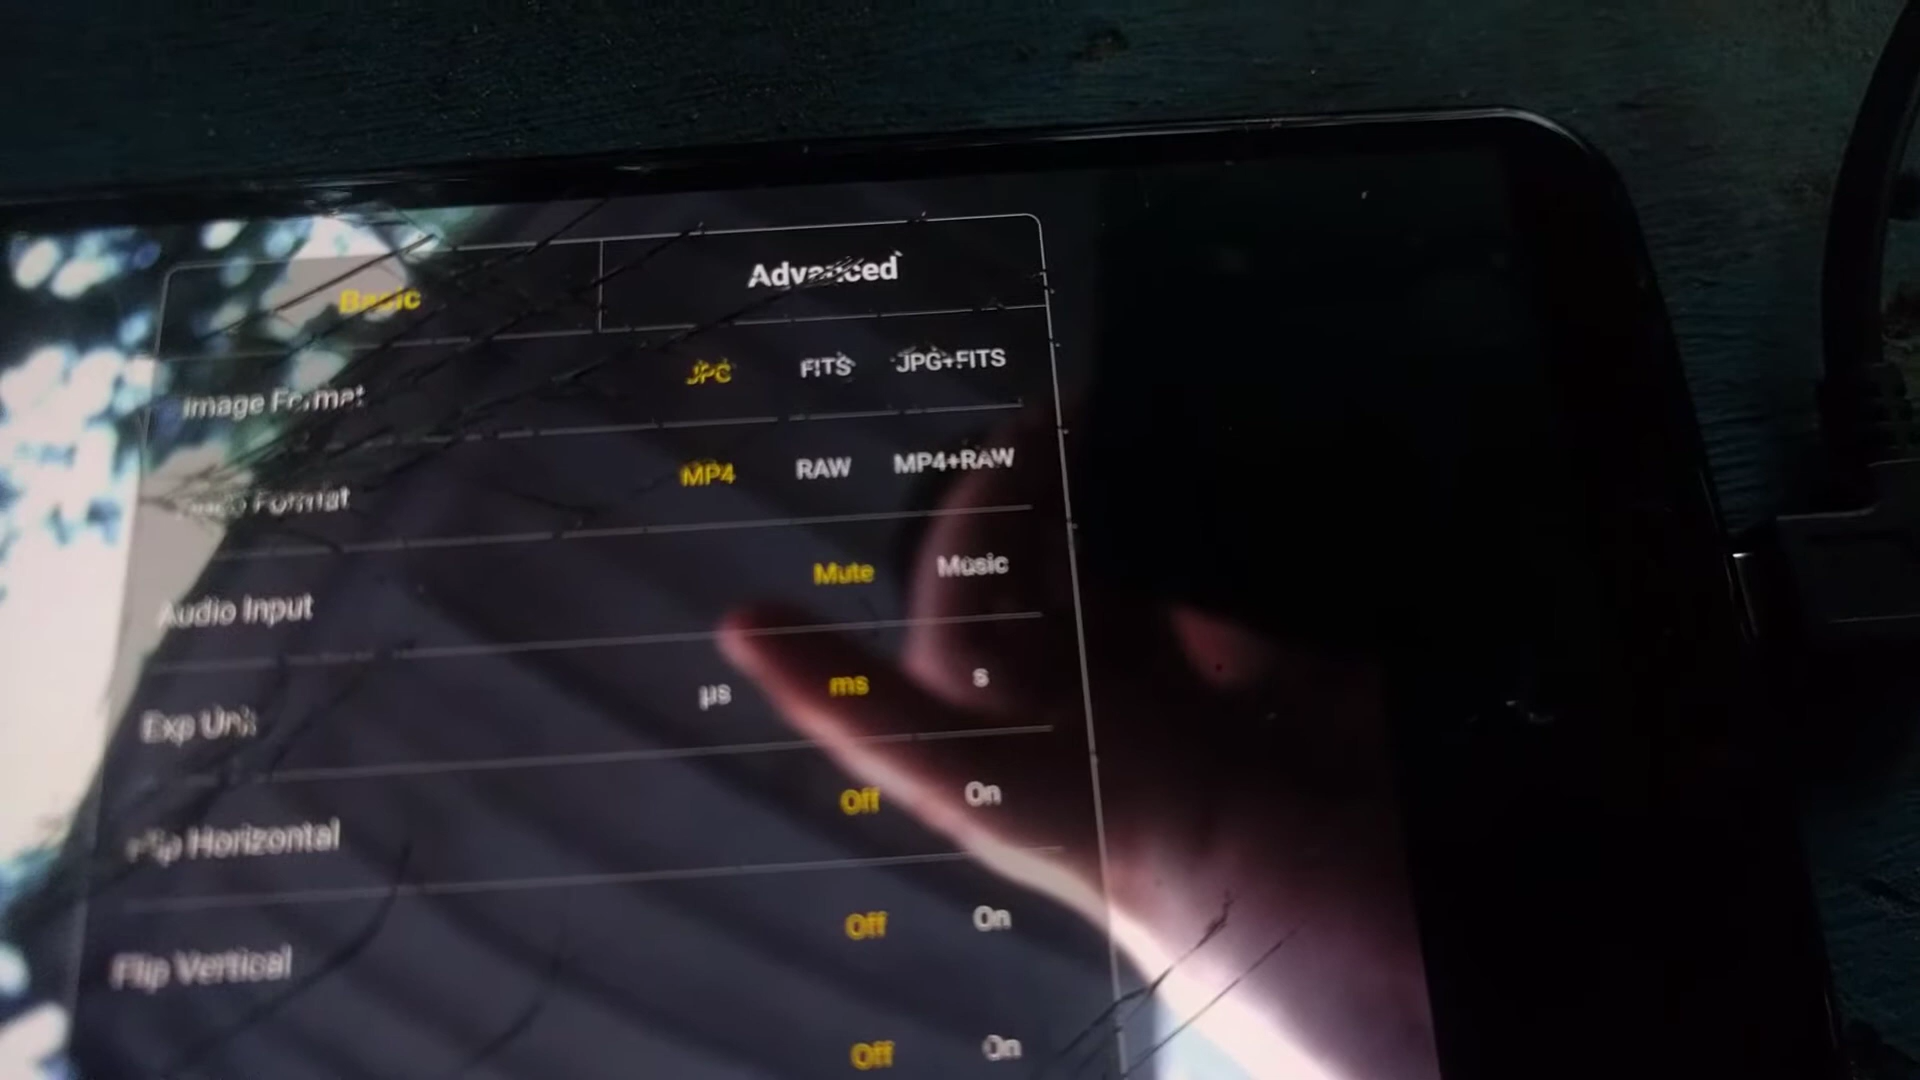 Basic Advanced
Image Format JPG FITS JPG+FITS
Format MP4 RAW MP4+RAW
Audio Input Mute Music
Exp Unit µs ms s
Flip Horizontal Off On
Flip Vertical Off On
Off On